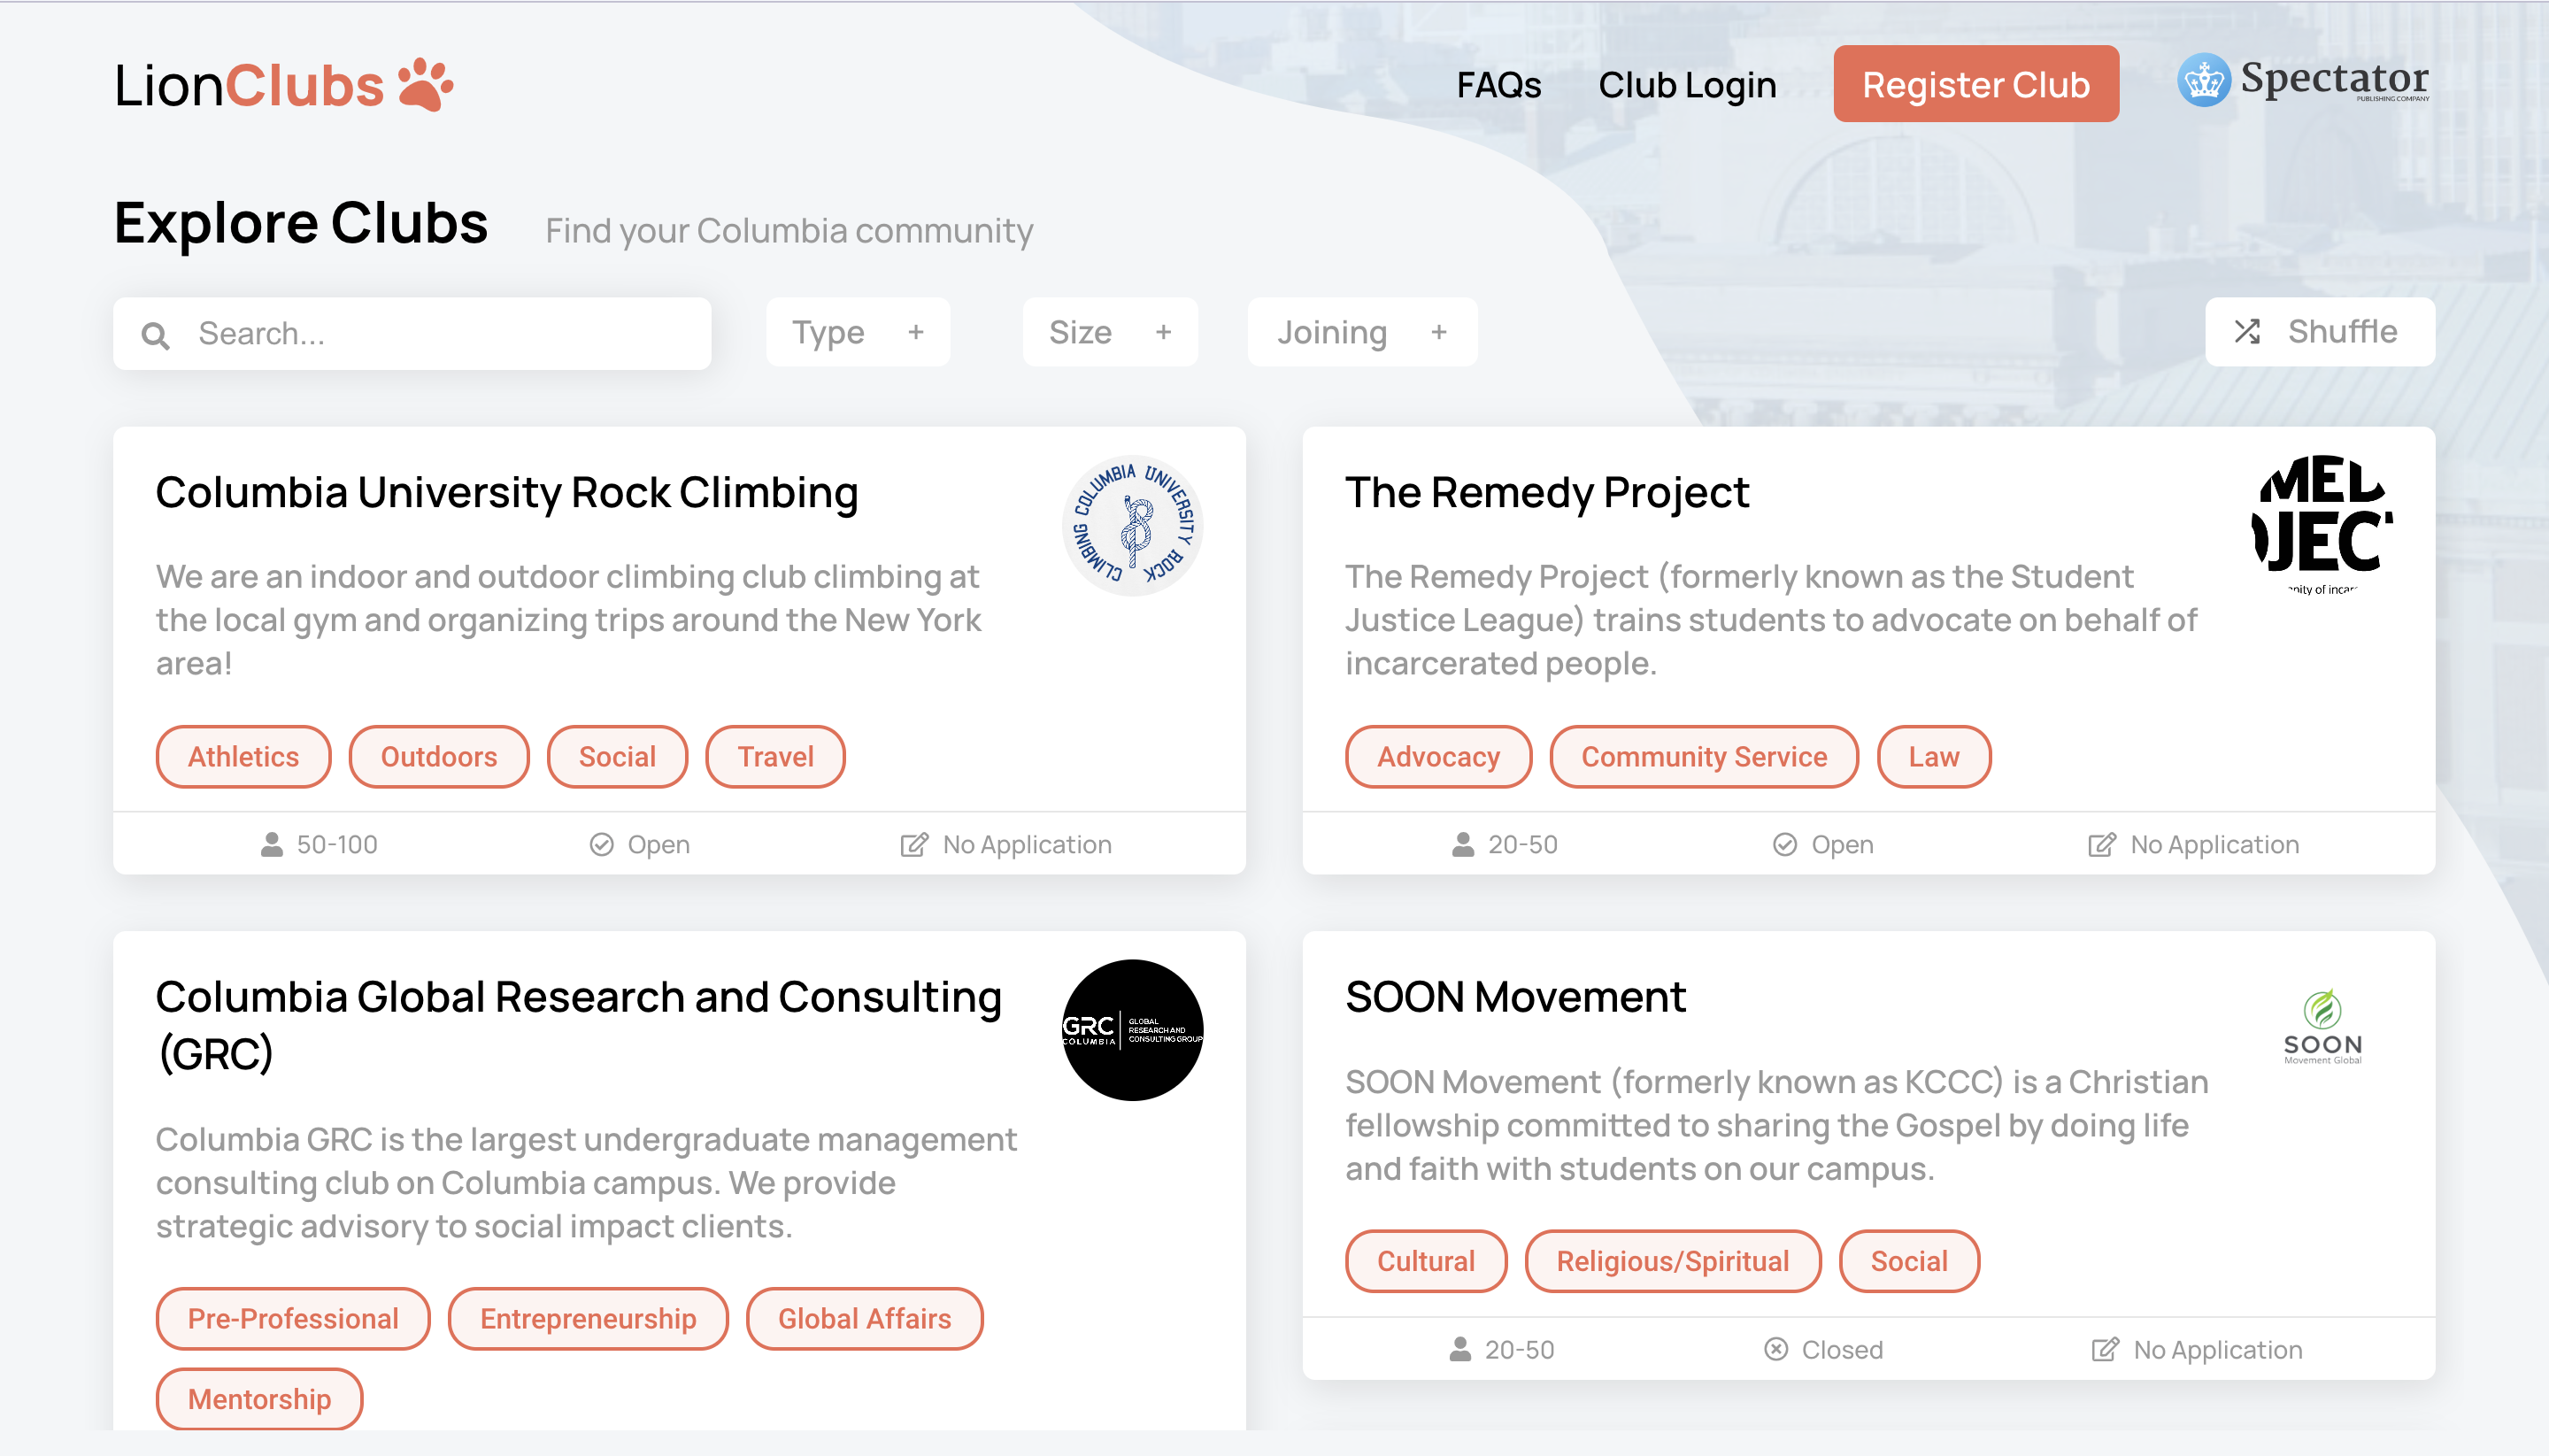 LionClubs
FAQs
Club Login
Register Club
Spectator
PUBLISHING COMPANY
Explore Clubs
Find your Columbia community
Search...
Type +
Size +
Joining +
Shuffle
Columbia University Rock Climbing
COLUMBIA UNIVERSITY ROCK CLIMBING
We are an indoor and outdoor climbing club climbing at
the local gym and organizing trips around the New York
area!
Athletics
Outdoors
Social
Travel
50-100
Open
No Application
The Remedy Project
MED
OJECT
nity of incar
The Remedy Project (formerly known as the Student
Justice League) trains students to advocate on behalf of
incarcerated people.
Advocacy
Community Service
Law
20-50
Open
No Application
Columbia Global Research and Consulting
(GRC)
GRC
COLUMBIA
GLOBAL
RESEARCH AND
CONSULTING GROUP
Columbia GRC is the largest undergraduate management
consulting club on Columbia campus. We provide
strategic advisory to social impact clients.
Pre-Professional
Entrepreneurship
Global Affairs
Mentorship
SOON Movement
SOON
Movement Global
SOON Movement (formerly known as KCCC) is a Christian
fellowship committed to sharing the Gospel by doing life
and faith with students on our campus.
Cultural
Religious/Spiritual
Social
20-50
Closed
No Application